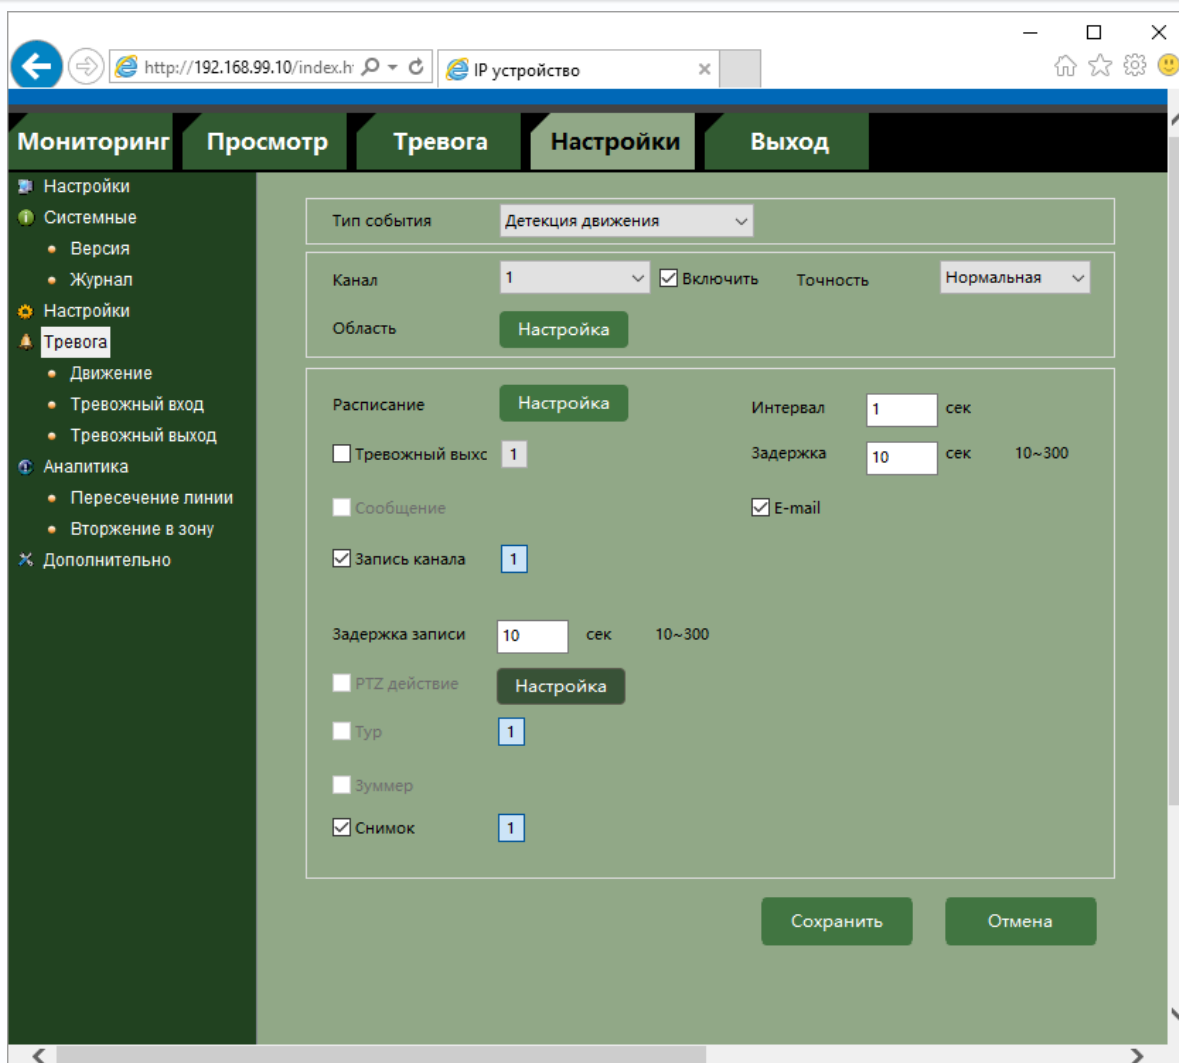 http://192.168.99.10/index.h
IP устройство
Мониторинг Просмотр Тревога Настройки Выход
Настройки
Системные
Версия
Журнал
Настройки
Тревога
Движение
Тревожный вход
Тревожный выход
Аналитика
Пересечение линии
Вторжение в зону
Дополнительно
Тип события Детекция движения
Канал 1 Включить Точность Нормальная
Область Настройка
Расписание Настройка Интервал 1 сек
Тревожный выхс 1 Задержка 10 сек 10~300
Сообщение E-mail
Запись канала 1
Задержка записи 10 сек 10~300
PTZ действие Настройка
Тур 1
Зуммер
Снимок 1
Сохранить Отмена